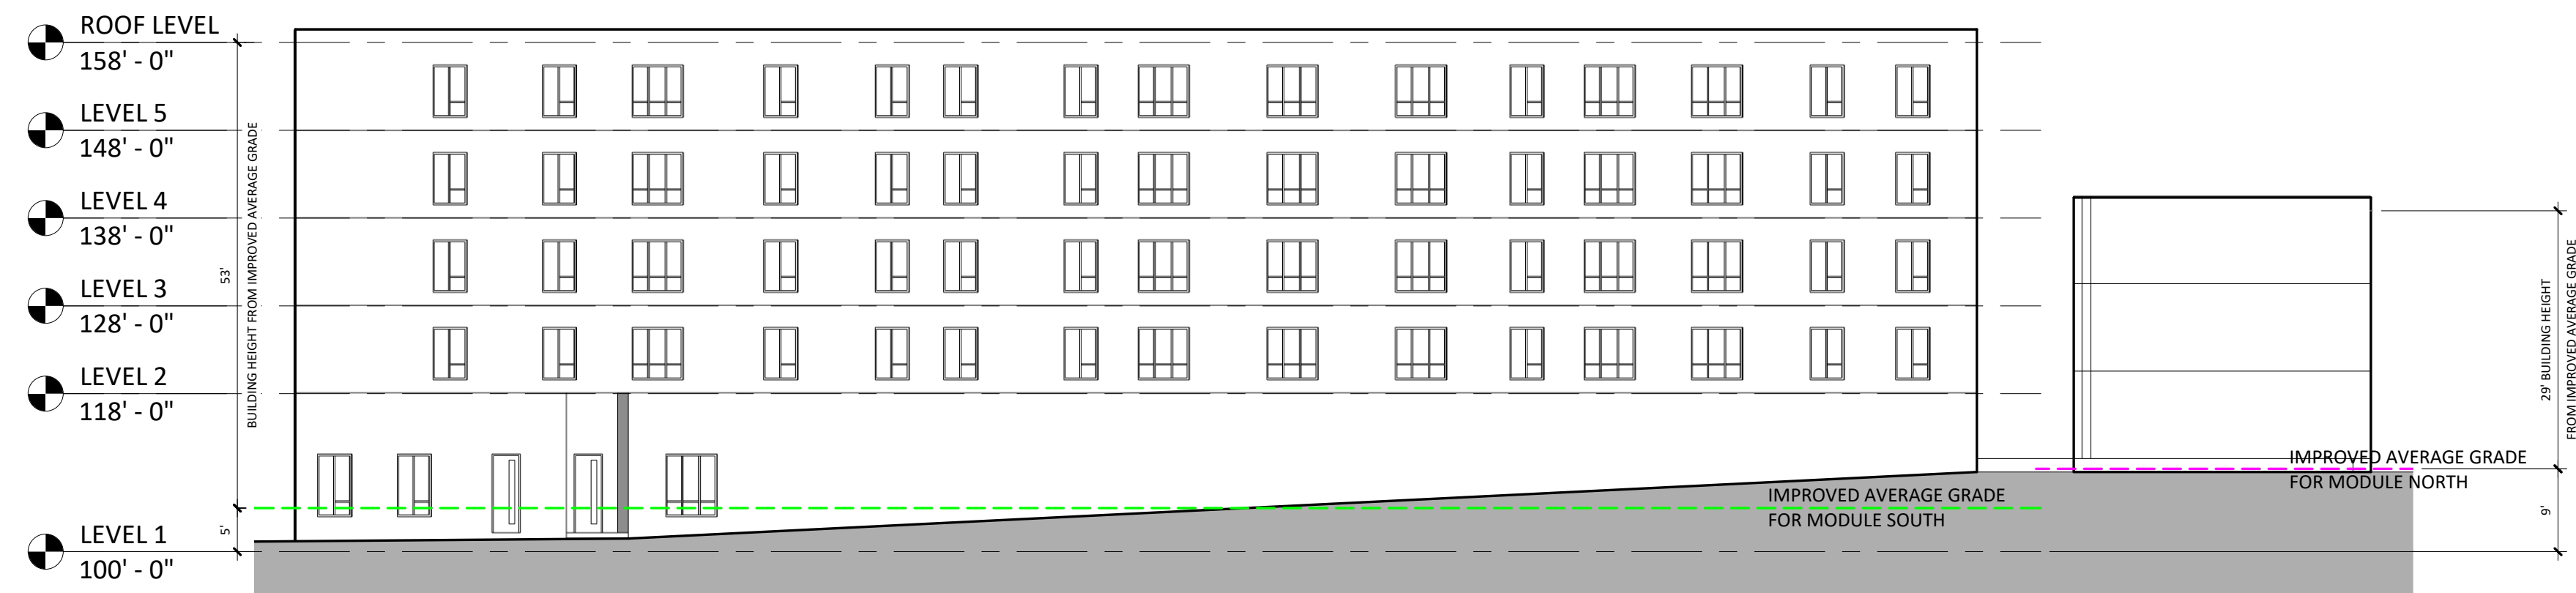 ROOF LEVEL
158' - 0"
LEVEL 5
148' - 0"
LEVEL 4
138' - 0"
LEVEL 3
128' - 0"
LEVEL 2
118' - 0"
LEVEL 1
100' - 0"
53'
5'
BUILDING HEIGHT FROM IMPROVED AVERAGE GRADE
IMPROVED AVERAGE GRADE
FOR MODULE SOUTH
IMPROVED AVERAGE GRADE
FOR MODULE NORTH
29' BUILDING HEIGHT
FROM IMPROVED AVERAGE GRADE
9'